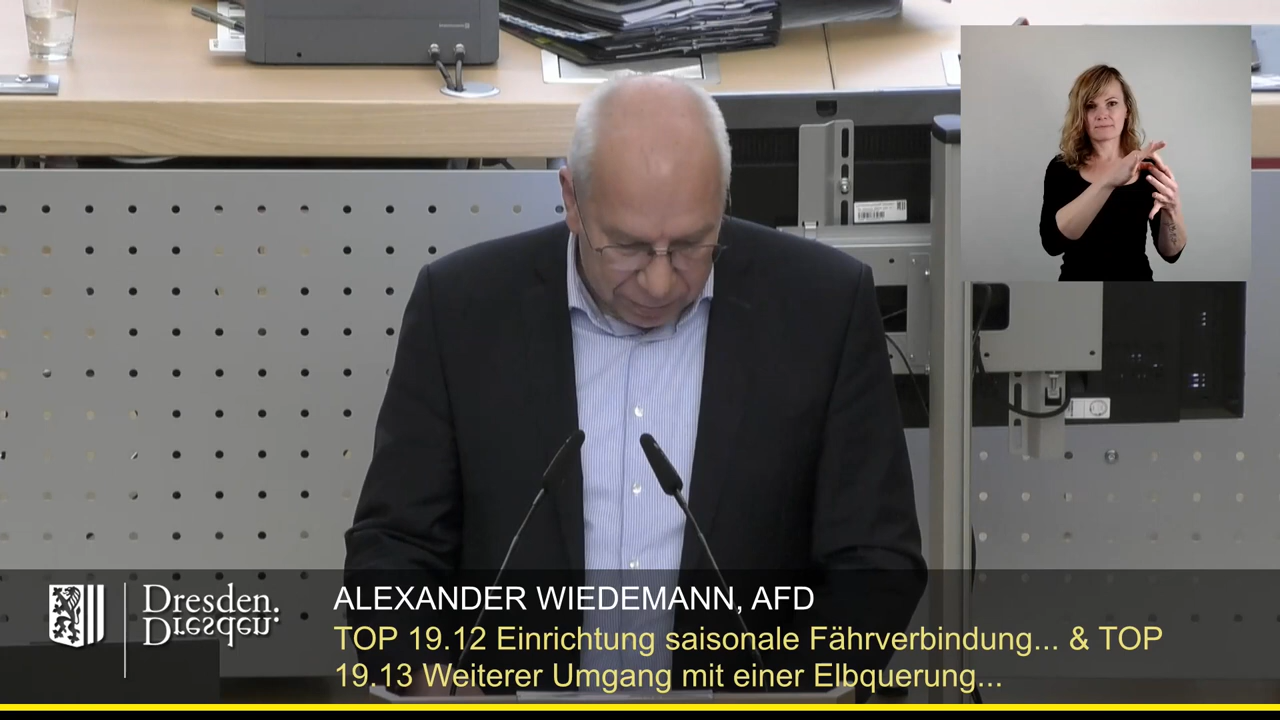 Dresden.
Dresden.
ALEXANDER WIEDEMANN, AFD
TOP 19.12 Einrichtung saisonale Fährverbindung... & TOP
19.13 Weiterer Umgang mit einer Elbquerung...